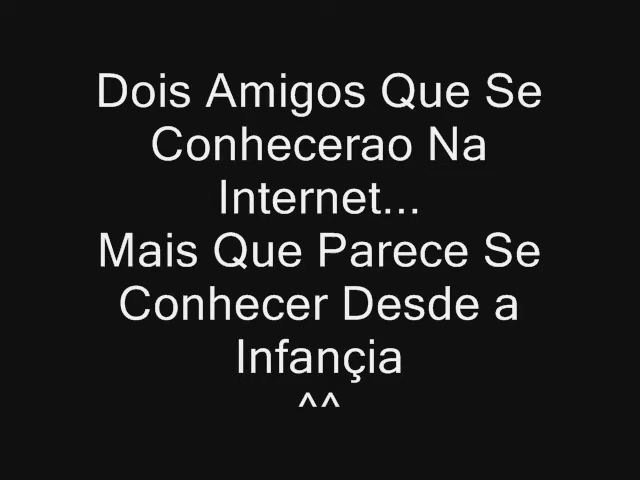 Dois Amigos Que Se
Conhecerao Na
Internet...
Mais Que Parece Se
Conhecer Desde a
Infançia
^^